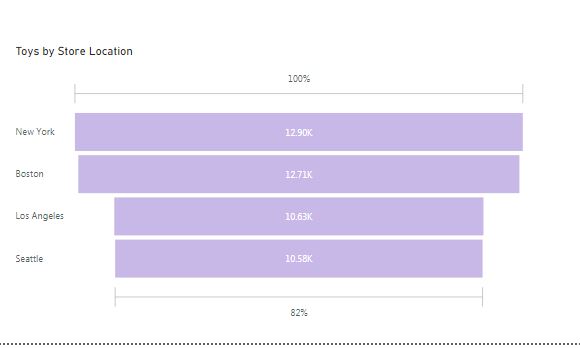 Toys by Store Location
100%
New York 12.90K
Boston 12.71K
Los Angeles 10.63K
Seattle 10.58K
82%